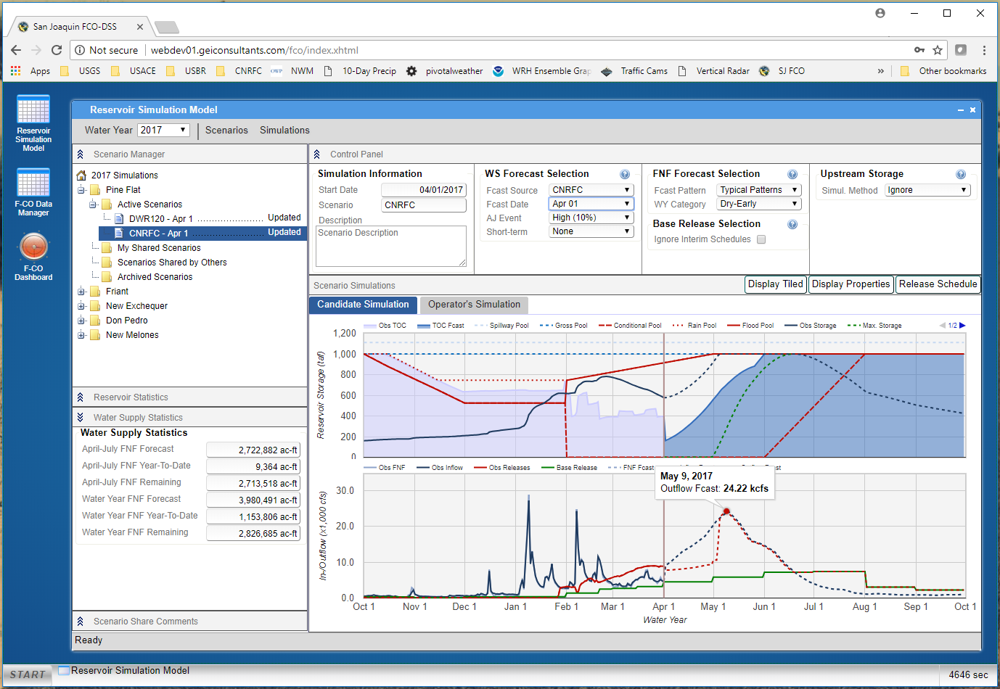 San Joaquin FCO-DSS
Not secure | webdev01.geiconsultants.com/fco/index.xhtml
Apps USGS USACE USBR CNRFC OWP NWM 10-Day Precip pivotalweather WRH Ensemble Grap Traffic Cams Vertical Radar SJ FCO » Other bookmarks
Reservoir
Simulation
Model
F-CO Data
Manager
F-CO
Dashboard
Reservoir Simulation Model
Water Year 2017 Scenarios Simulations
Scenario Manager
2017 Simulations
Pine Flat
Active Scenarios
DWR120 - Apr 1 ........................ Updated
CNRFC - Apr 1 ........................ Updated
My Shared Scenarios
Scenarios Shared by Others
Archived Scenarios
Friant
New Exchequer
Don Pedro
New Melones
Reservoir Statistics
Water Supply Statistics
Water Supply Statistics
April-July FNF Forecast 2,722,882 ac-ft
April-July FNF Year-To-Date 9,364 ac-ft
April-July FNF Remaining 2,713,518 ac-ft
Water Year FNF Forecast 3,980,491 ac-ft
Water Year FNF Year-To-Date 1,153,806 ac-ft
Water Year FNF Remaining 2,826,685 ac-ft
Scenario Share Comments
Control Panel
Simulation Information
Start Date 04/01/2017
Scenario CNRFC
Description
Scenario Description
WS Forecast Selection
Fcast Source CNRFC
Fcast Date Apr 01
AJ Event High (10%)
Short-term None
FNF Forecast Selection
Fcast Pattern Typical Patterns
WY Category Dry-Early
Base Release Selection
Ignore Interim Schedules
Upstream Storage
Simul. Method Ignore
Scenario Simulations Display Tiled Display Properties Release Schedule
Candidate Simulation Operator's Simulation
Obs TOC TOC Fcast Spillway Pool Gross Pool Conditional Pool Rain Pool Flood Pool Obs Storage Max. Storage 1/2
Reservoir Storage (taf)
1,200
1,000
800
600
400
200
0
Obs FNF Obs Inflow Obs Releases Base Release FNF Fcast
May 9, 2017
Outflow Fcast: 24.22 kcfs
In-/Outflow (x1,000 cfs)
30.0
20.0
10.0
0.0
Oct 1 Nov 1 Dec 1 Jan 1 Feb 1 Mar 1 Apr 1 May 1 Jun 1 Jul 1 Aug 1 Sep 1 Oct 1
Water Year
Ready
START Reservoir Simulation Model 4646 sec